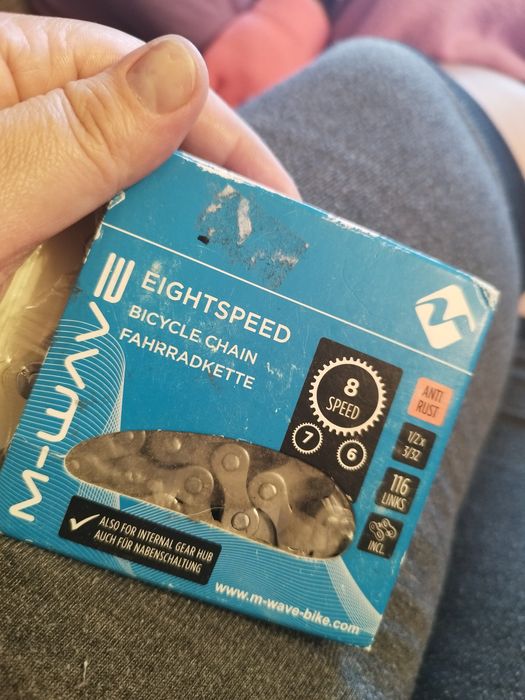 M-WAVE
EIGHTSPEED
BICYCLE CHAIN
FAHRRADKETTE
8
SPEED
7
6
ANTI
RUST
1/2 x
3/32
116
LINKS
INCL.
ALSO FOR INTERNAL GEAR HUB
AUCH FÜR NABENSCHALTUNG
www.m-wave-bike.com